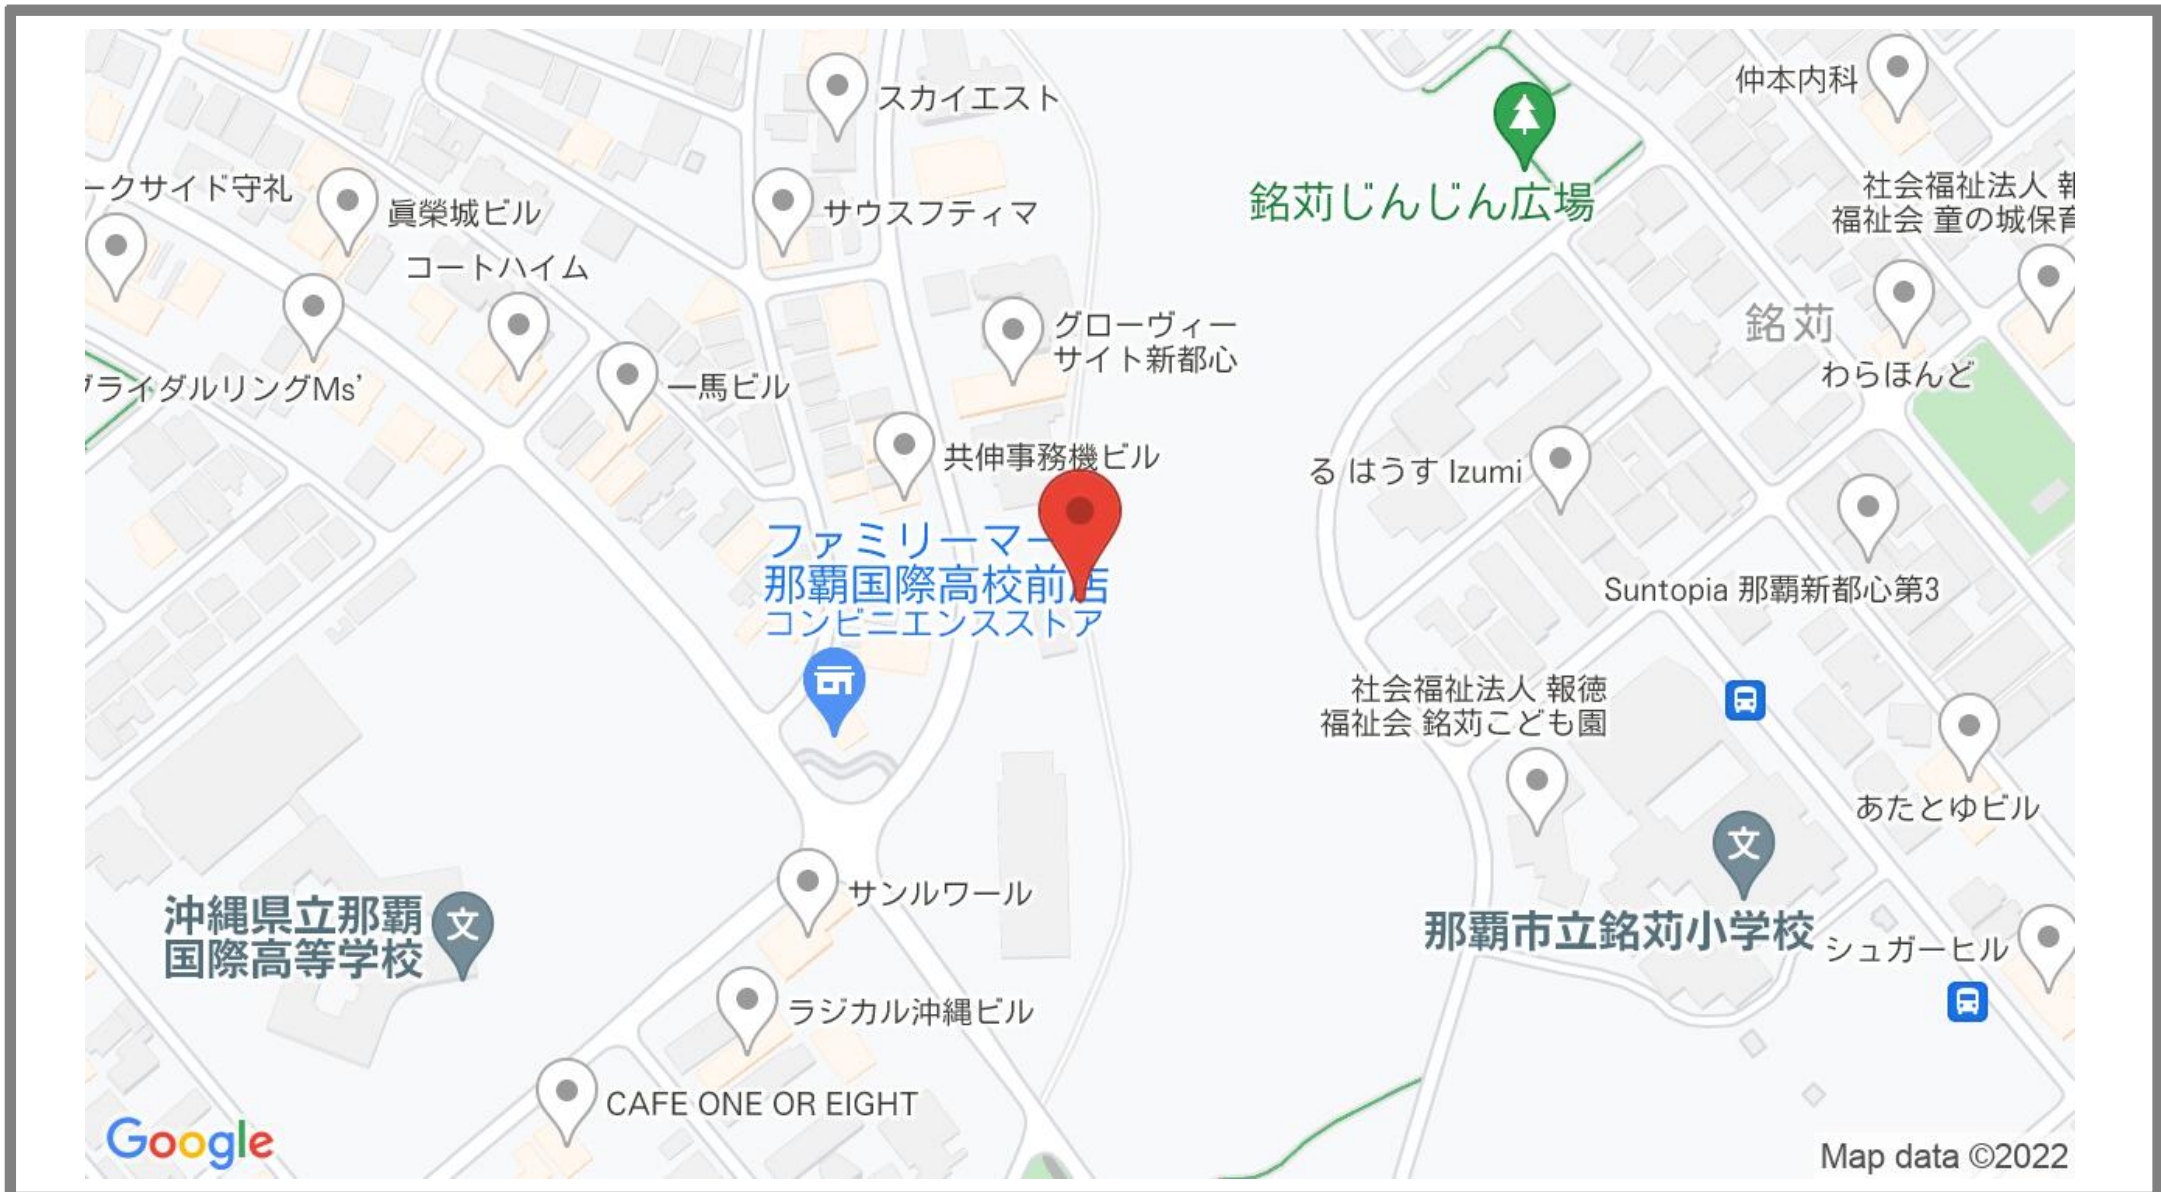 スカイエスト
仲本内科
ークサイド守礼
眞榮城ビル
サウスフティマ
銘苅じんじん広場
社会福祉法人 報
福祉会 童の城保育
コートハイム
グローヴィー
サイト新都心
銘苅
わらほんど
ブライダルリングMs’
一馬ビル
共伸事務機ビル
る はうす Izumi
ファミリーマー
那覇国際高校前店
コンビニエンスストア
Suntopia 那覇新都心第3
社会福祉法人 報徳
福祉会 銘苅こども園
あたとゆビル
文
サンルワール
沖縄県立那覇
国際高等学校
文
那覇市立銘苅小学校
シュガーヒル
ラジカル沖縄ビル
CAFE ONE OR EIGHT
Google
Map data ©2022